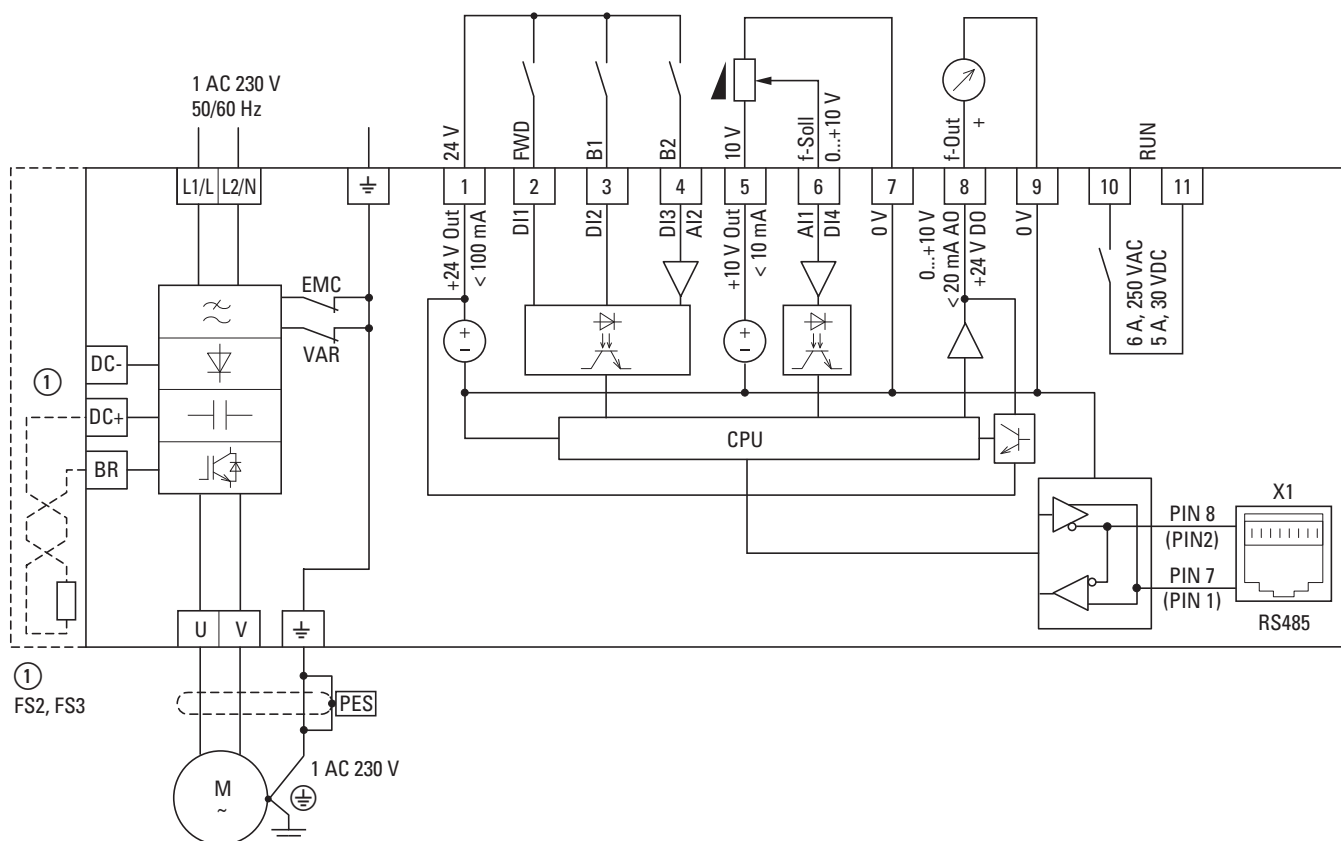 1 AC 230 V
50/60 Hz
24 V
FWD
B1
B2
10 V
f-Soll
0...+10 V
f-Out
+
RUN
L1/L
L2/N
1
2
3
4
5
6
7
8
9
10
11
+24 V Out
< 100 mA
DI1
DI2
DI3
AI2
+10 V Out
< 10 mA
AI1
DI4
0 V
0...+10 V
< 20 mA AO
+24 V DO
0 V
6 A, 250 VAC
5 A, 30 VDC
EMC
VAR
+
-
+
-
1
DC-
DC+
BR
CPU
X1
PIN 8
(PIN2)
PIN 7
(PIN 1)
RS485
U
V
1
FS2, FS3
PES
1 AC 230 V
M
~